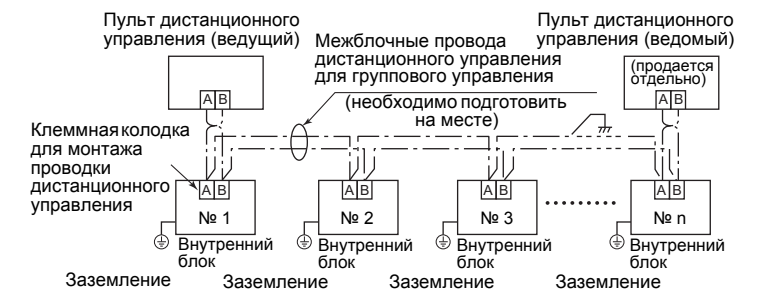 Пульт дистанционного
управления (ведущий)
Межблочные провода
дистанционного управления
для группового управления
(необходимо подготовить
на месте)
Пульт дистанционного
управления (ведомый)
(продается
отдельно)
A B
A B
Клеммная колодка
для монтажа
проводки
дистанционного
управления
A B
A B
A B
A B
№ 1
№ 2
№ 3
№ n
Внутренний
блок
Внутренний
блок
Внутренний
блок
Внутренний
блок
Заземление
Заземление
Заземление
Заземление